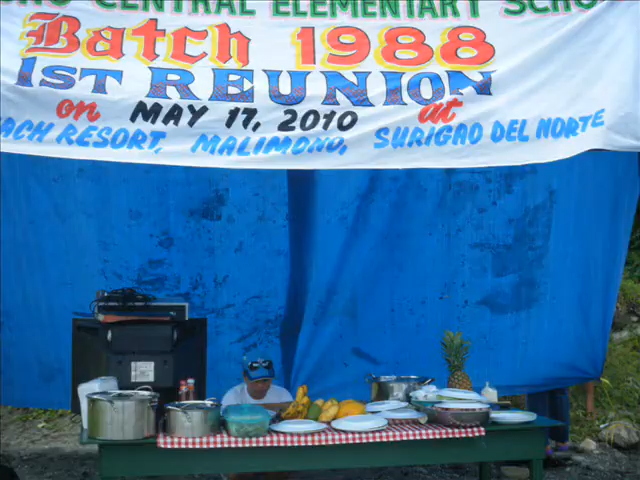 CENTRAL ELEMENTARY SCHO
Batch 1988
1ST REUNION
on MAY 17, 2010 at
ACH RESORT, MALIMONO, SURIGAO DEL NORTE